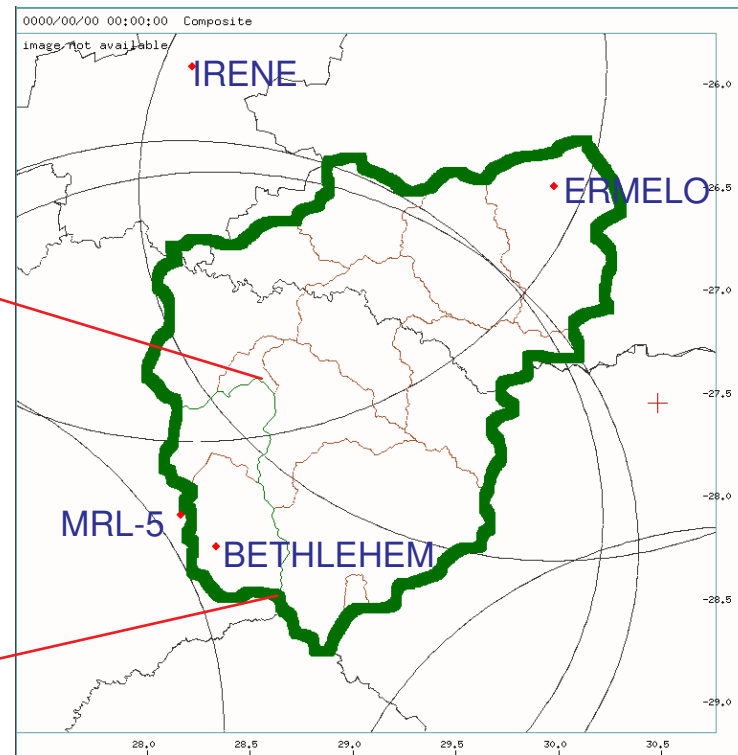 0000/00/00 00:00:00 Composite
image not available
IRENE
-26.0
ERMELO
-26.5
-27.0
-27.5
-28.0
MRL-5
BETHLEHEM
-28.5
-29.0
28.0 28.5 29.0 29.5 30.0 30.5